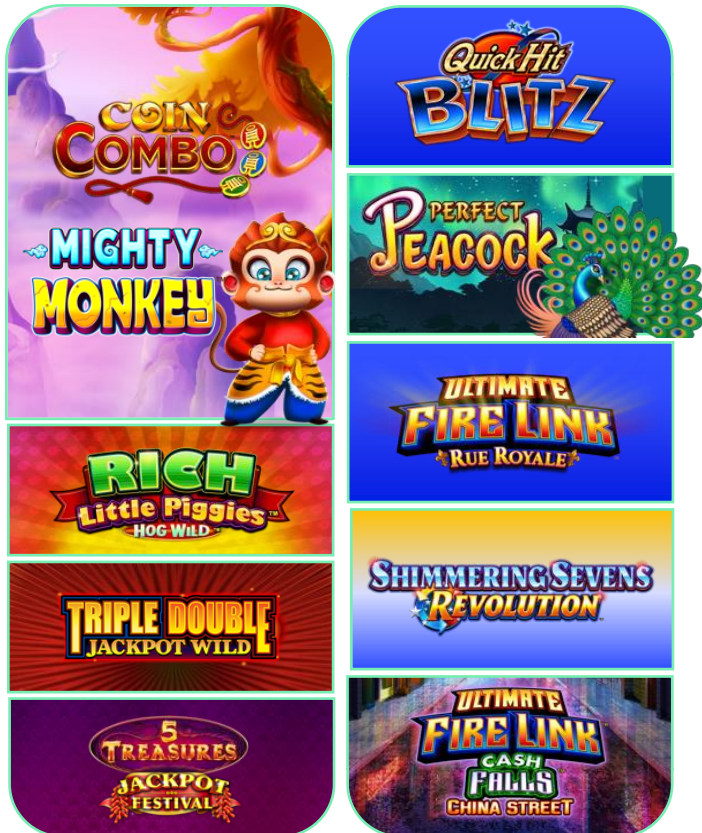 COIN
COMBO
MIGHTY
MONKEY
RICH
Little Piggies™
HOG WILD
TRIPLE DOUBLE
JACKPOT WILD
5
TREASURES
JACKPOT
FESTIVAL
Quick Hit
BLITZ
PERFECT
PEACOCK
ULTIMATE
FIRE LINK
RUE ROYALE
SHIMMERING SEVENS
REVOLUTION
ULTIMATE
FIRE LINK
CASH
FALLS
CHINA STREET